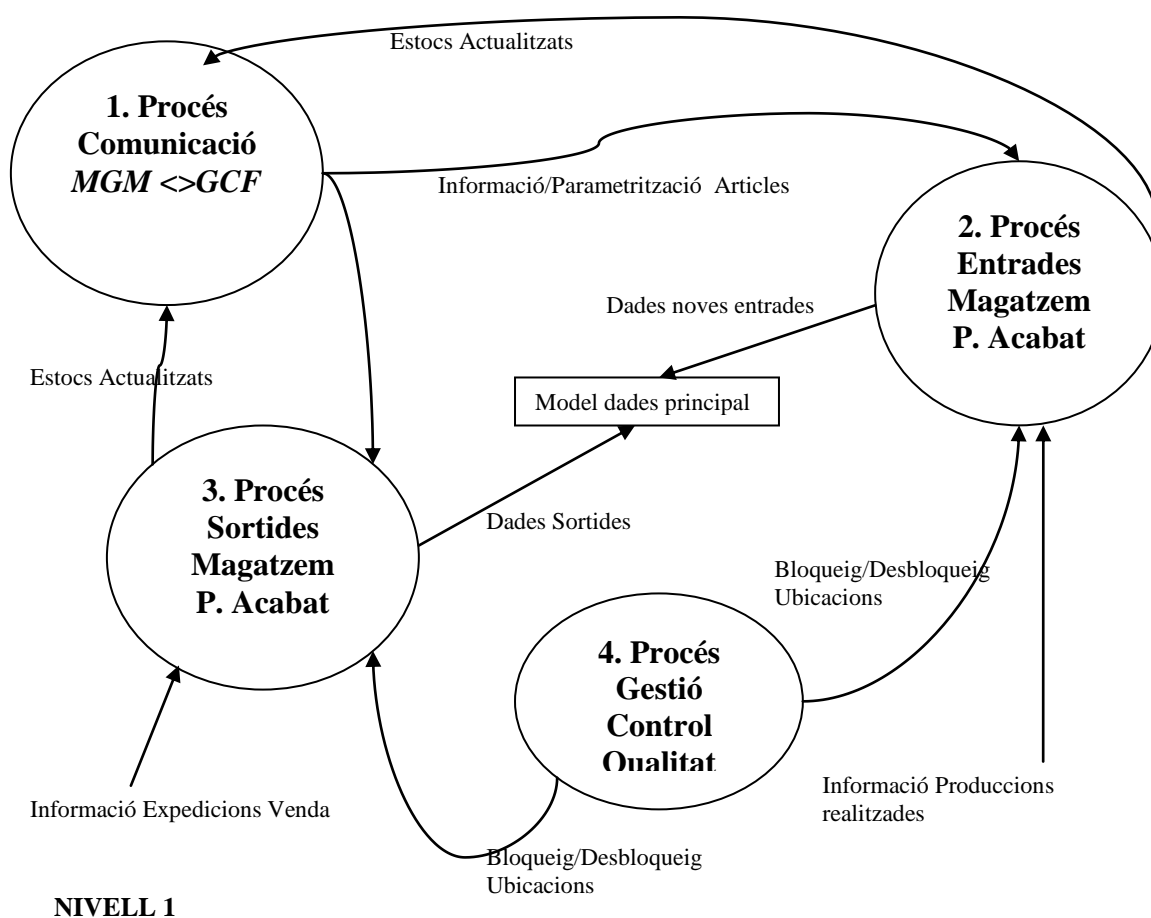 Estocs Actualitzats
1. Procés
Comunicació
MGM <>GCF
Informació/Parametrització Articles
2. Procés
Entrades
Magatzem
P. Acabat
Dades noves entrades
Estocs Actualitzats
Model dades principal
3. Procés
Sortides
Magatzem
P. Acabat
Dades Sortides
Bloqueig/Desbloqueig
Ubicacions
4. Procés
Gestió
Control
Qualitat
Informació Expedicions Venda
Informació Produccions
realitzades
Bloqueig/Desbloqueig
Ubicacions
NIVELL 1